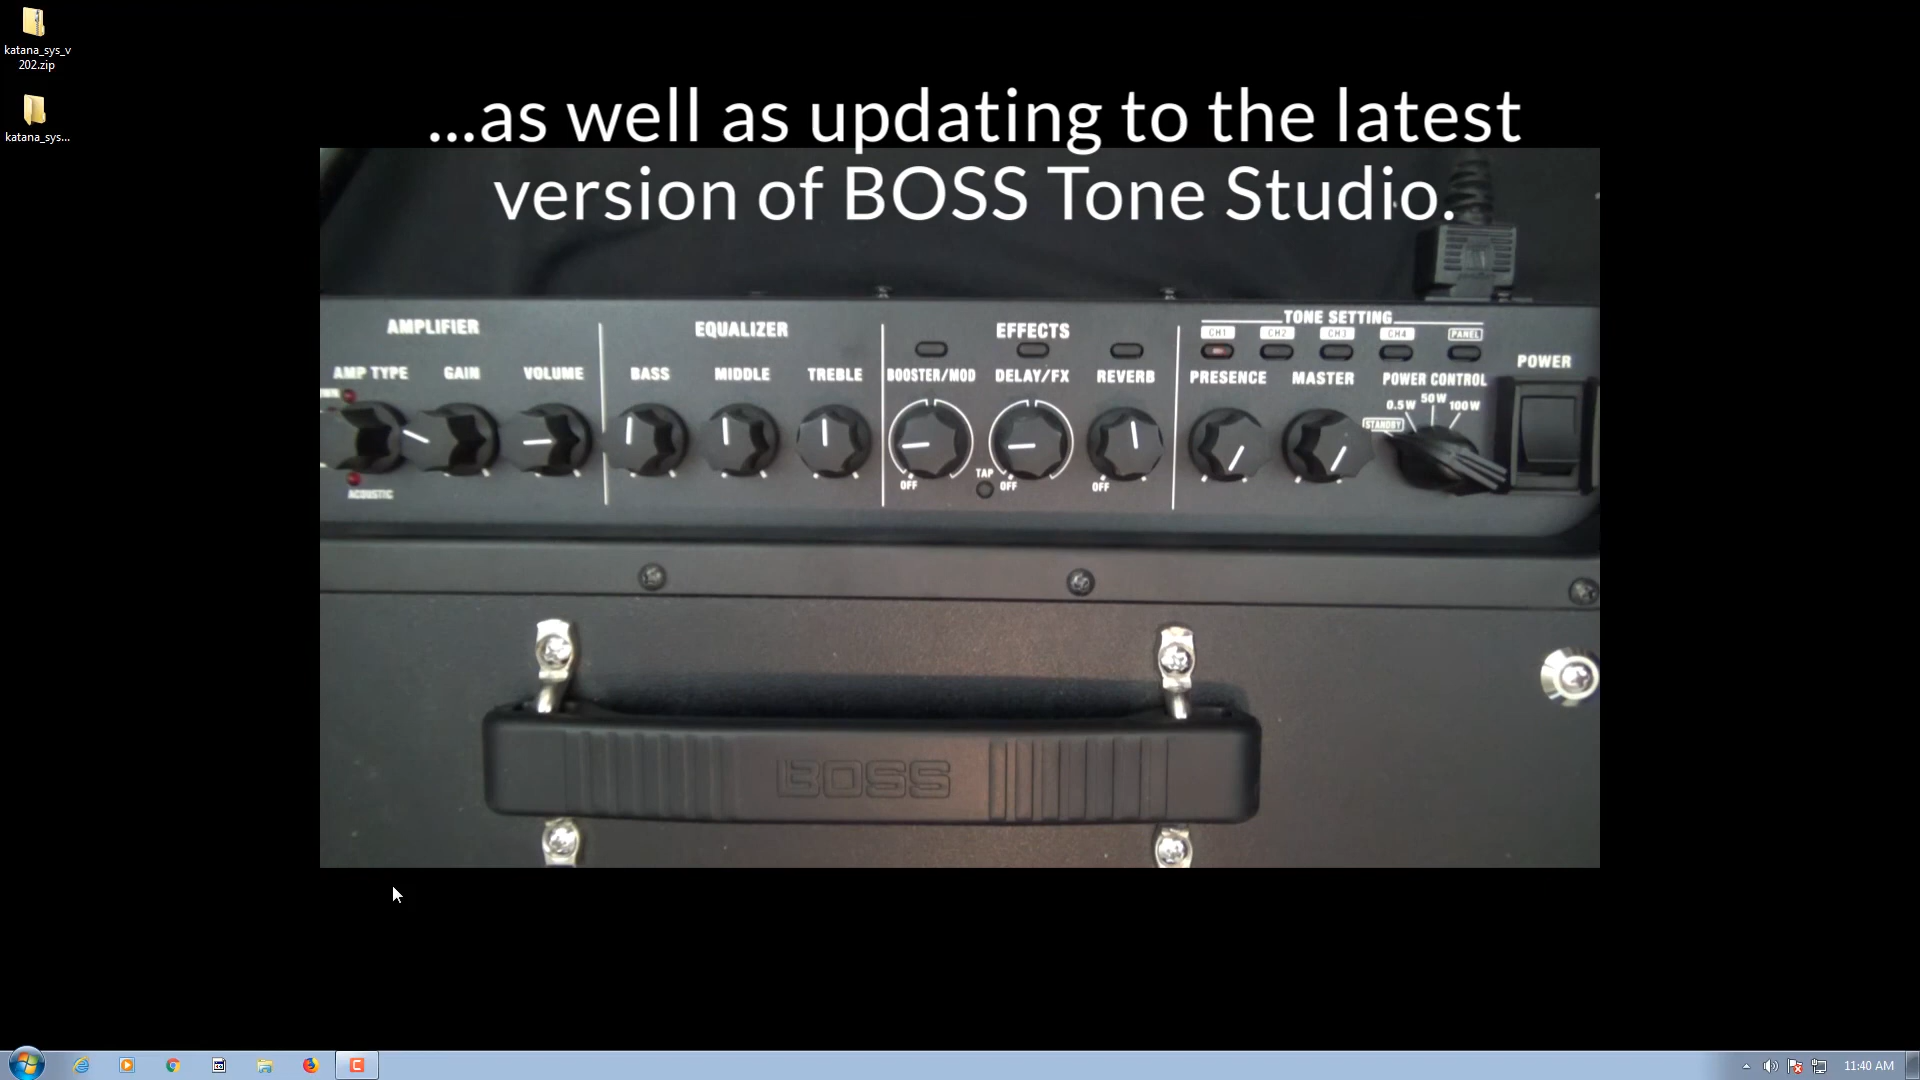 katana_sys_v
202.zip
katana_sys...
...as well as updating to the latest
version of BOSS Tone Studio.
AMPLIFIER
EQUALIZER
EFFECTS
TONE SETTING
CH1 CH2 CH3 CH4 PANEL
POWER
AMP TYPE GAIN VOLUME
BASS MIDDLE TREBLE
BOOSTER/MOD DELAY/FX REVERB
PRESENCE MASTER POWER CONTROL
0.5W 50W 100W
STANDBY
TAP
OFF OFF OFF
ACOUSTIC
BOSS
11:40 AM